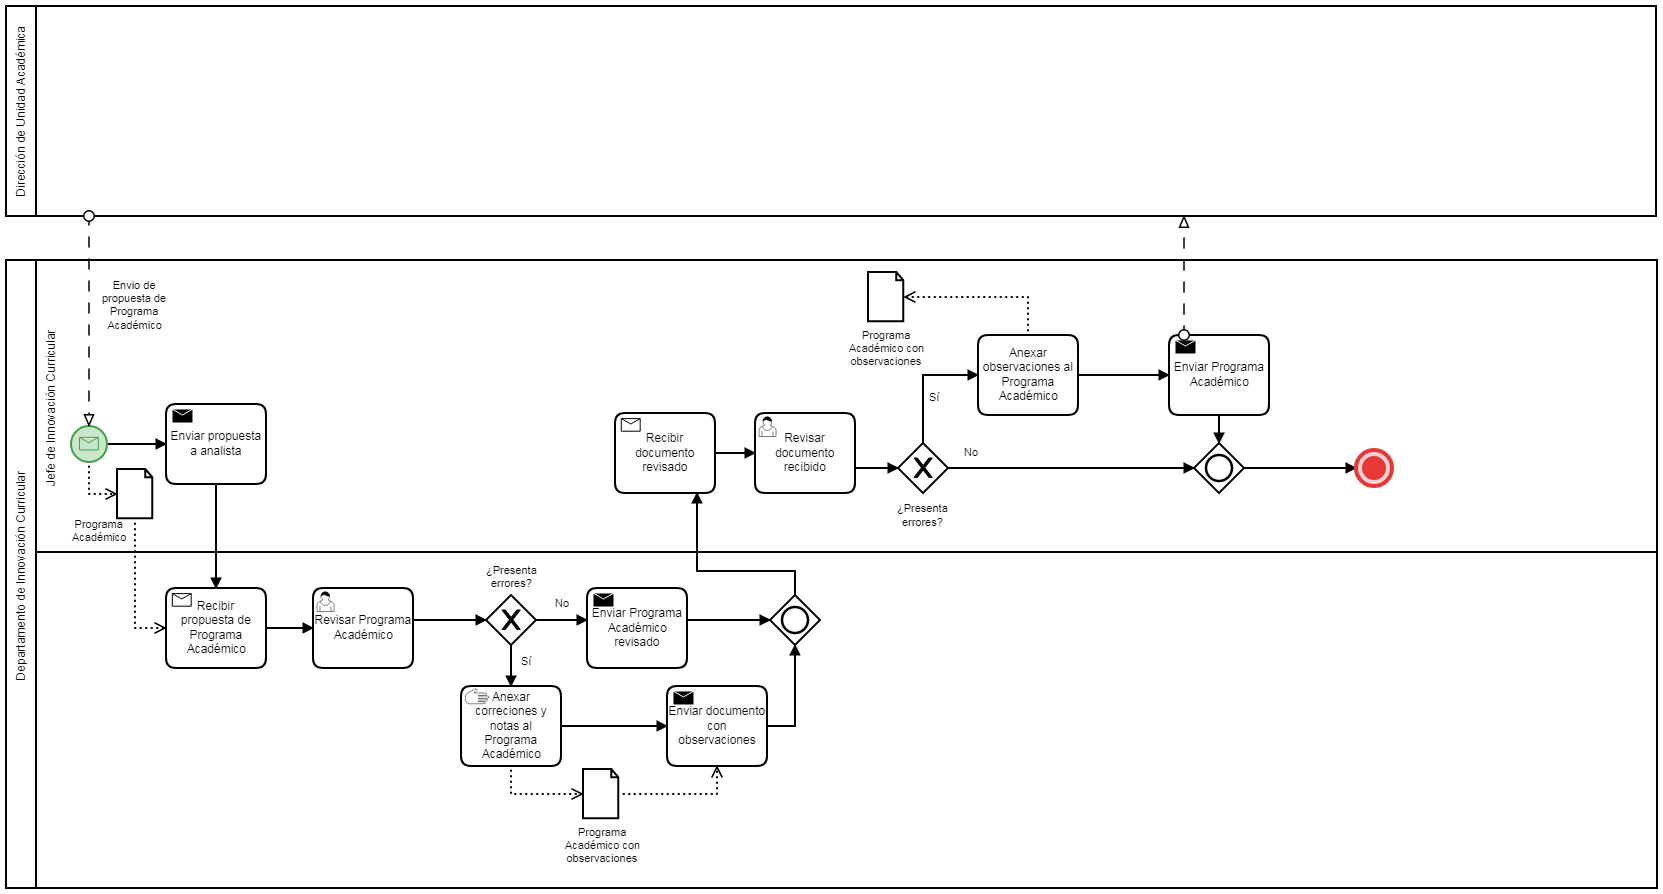 Dirección de Unidad Académica
Departamento de Innovación Curricular
Jefe de Innovación Curricular
Envio de
propuesta de
Programa
Académico
Enviar propuesta
a analista
Programa
Académico
Recibir
propuesta de
Programa
Académico
Revisar Programa
Académico
¿Presenta
errores?
No
Sí
Enviar Programa
Académico
revisado
Anexar
correciones y
notas al
Programa
Académico
Enviar documento
con
observaciones
Programa
Académico con
observaciones
Recibir
documento
revisado
Revisar
documento
recibido
¿Presenta
errores?
Sí
No
Programa
Académico con
observaciones
Anexar
observaciones al
Programa
Académico
Enviar Programa
Académico